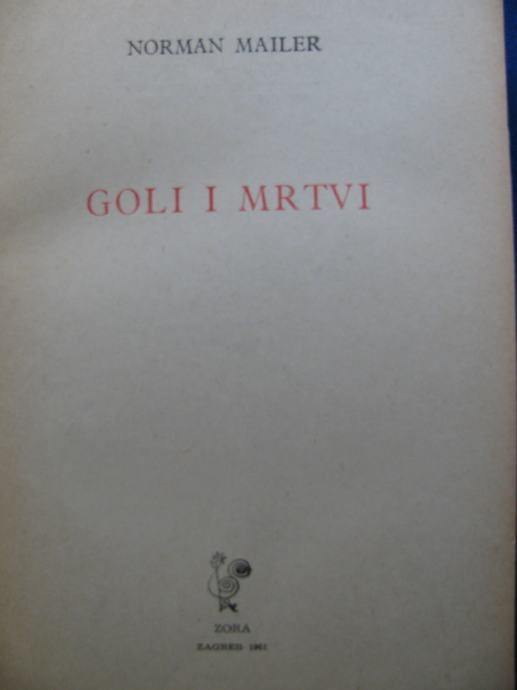 NORMAN MAILER
GOLI I MRTVI
ZORA
ZAGREB 1961